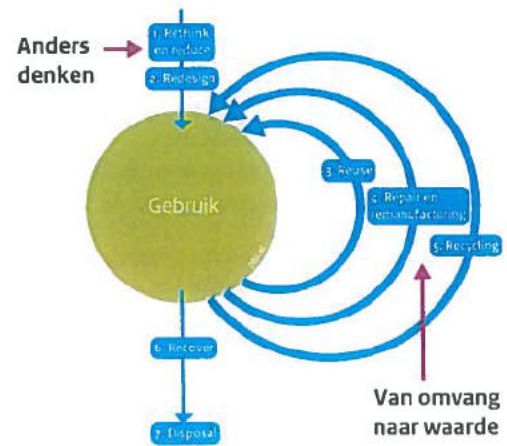 Anders
denken
1. Rethink
en reduce
2. Redesign
Gebruik
3. Reuse
4. Repair en
remanufacturing
5. Recycling
6. Recover
7. Disposal
Van omvang
naar waarde